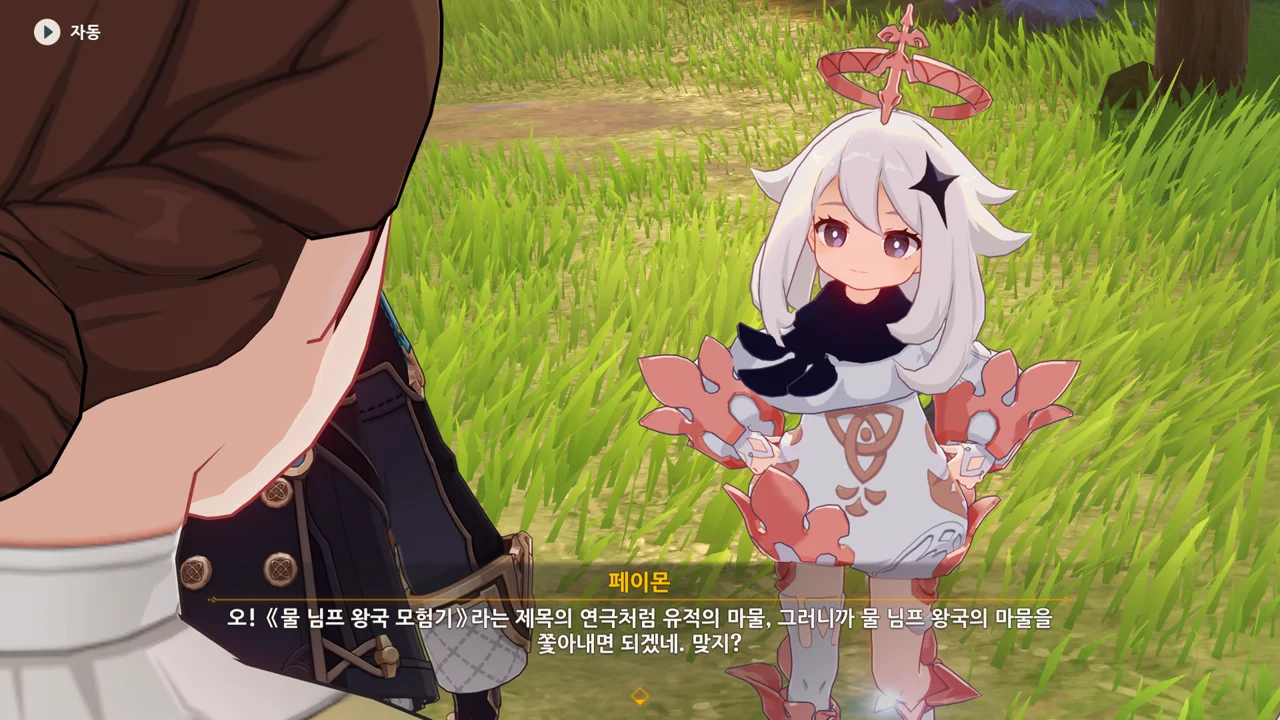 자동
페이몬
오! 《물 님프 왕국 모험기》라는 제목의 연극처럼 유적의 마물, 그러니까 물 님프 왕국의 마물을
쫓아내면 되겠네. 맞지?